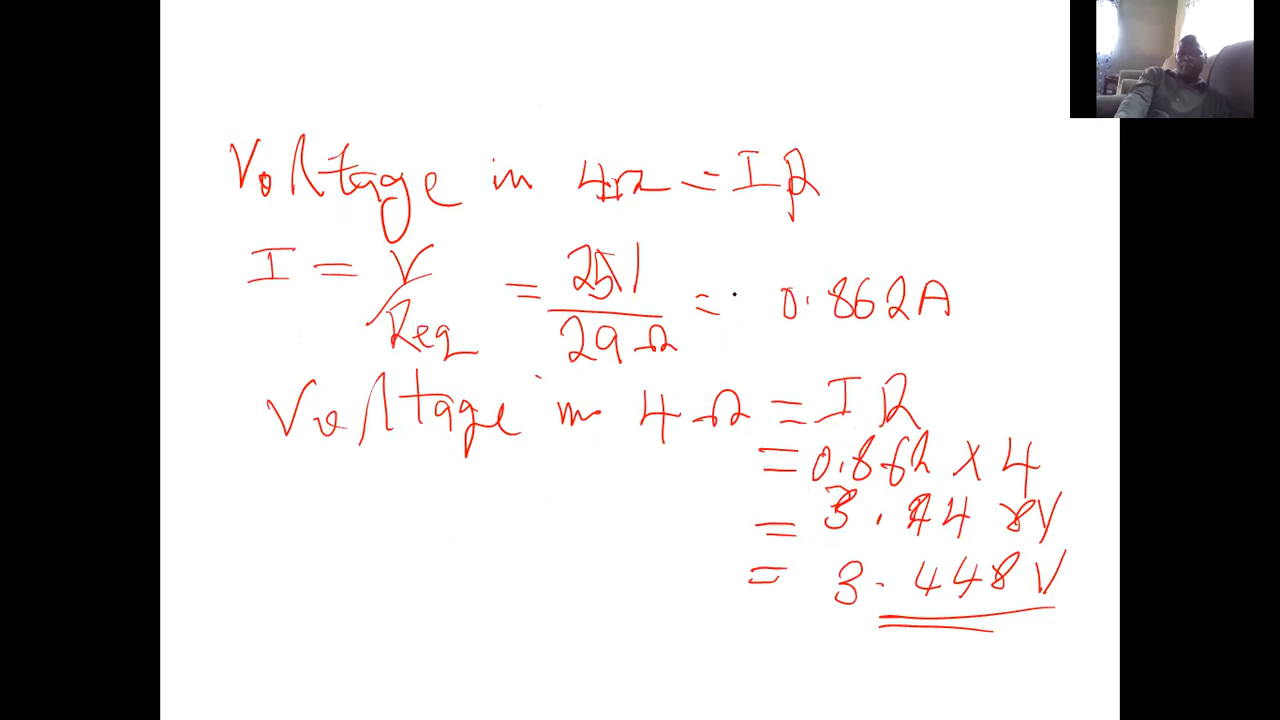 Voltage in 4Ω = IR
I = V/Req = 25V/29Ω = 0.862A
Voltage in 4Ω = IR
= 0.862 × 4
= 3.448V
= 3.448V